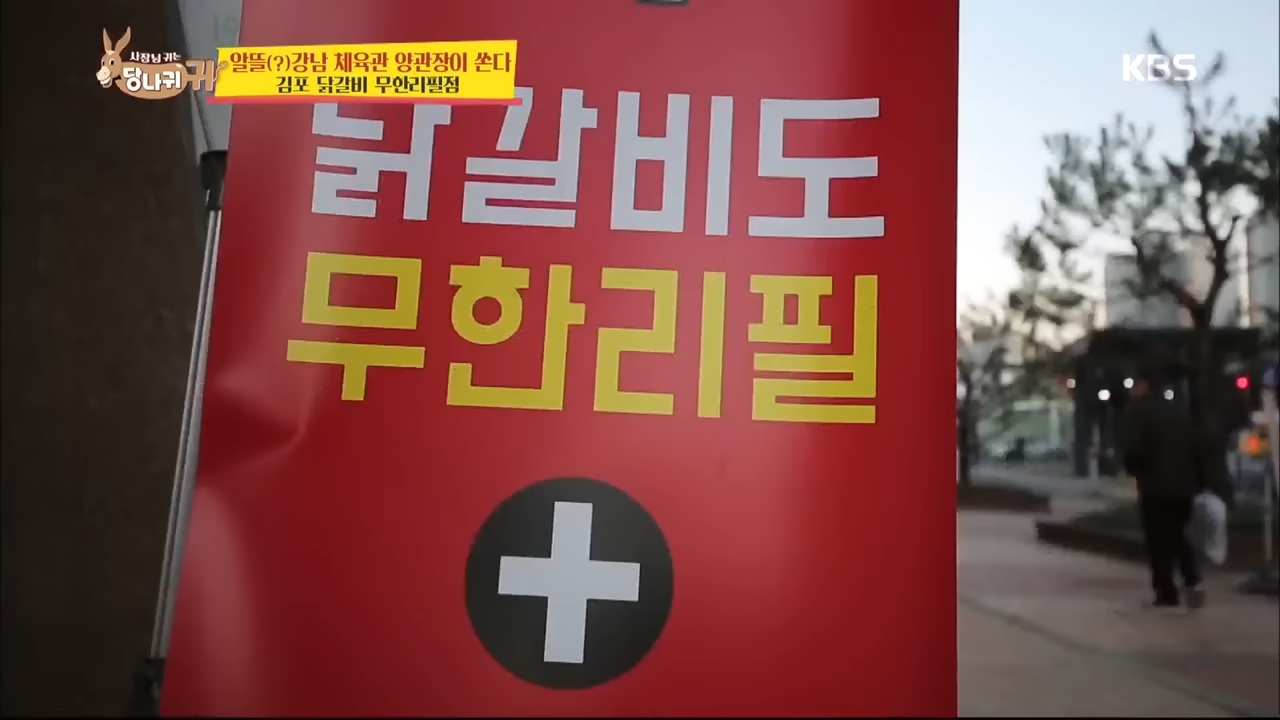 사장님 귀는
당나귀 귀
알뜰(?)강남 체육관 양관장이 쏜다
김포 닭갈비 무한리필점
KBS
닭갈비도
무한리필
+